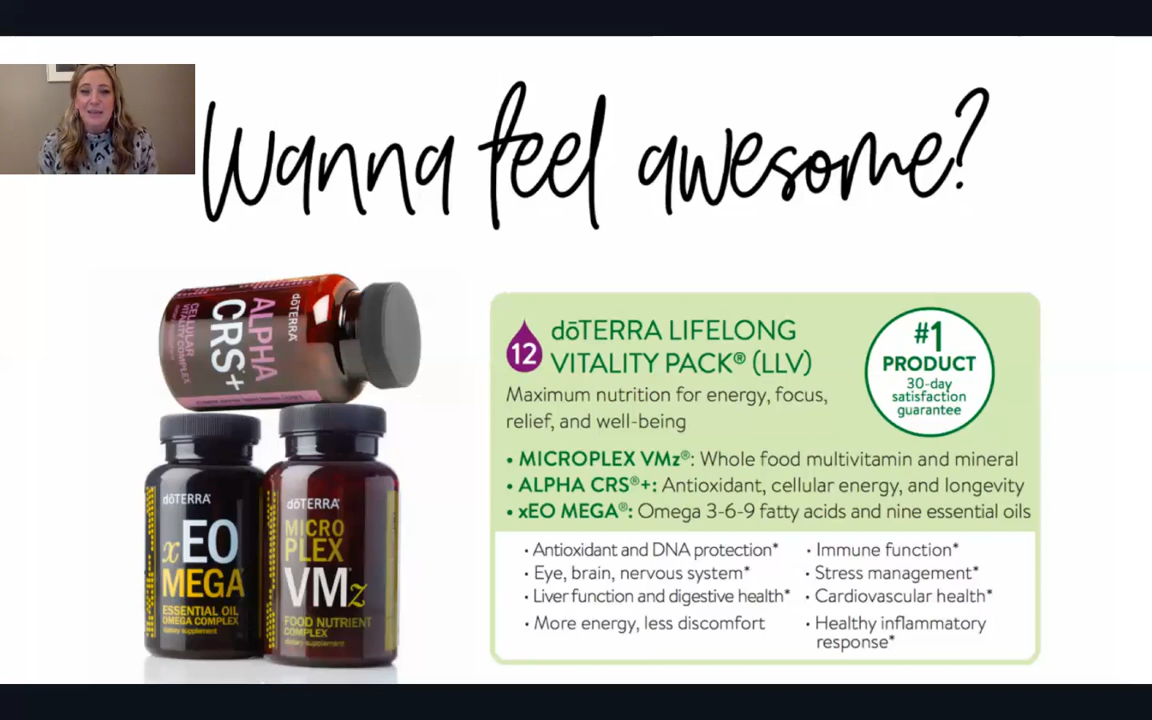 Wanna feel awesome?
dōTERRA
ALPHA
CRS+
CELLULAR
VITALITY COMPLEX
dōTERRA
xEO
MEGA
ESSENTIAL OIL
OMEGA COMPLEX
dietary supplement
dōTERRA
MICRO
PLEX
VMz
FOOD NUTRIENT
COMPLEX
dietary supplement
12
dōTERRA LIFELONG
VITALITY PACK® (LLV)
Maximum nutrition for energy, focus,
relief, and well-being
#1
PRODUCT
30-day
satisfaction
guarantee
• MICROPLEX VMz®: Whole food multivitamin and mineral
• ALPHA CRS®+: Antioxidant, cellular energy, and longevity
• xEO MEGA®: Omega 3-6-9 fatty acids and nine essential oils
• Antioxidant and DNA protection*
• Eye, brain, nervous system*
• Liver function and digestive health*
• More energy, less discomfort
• Immune function*
• Stress management*
• Cardiovascular health*
• Healthy inflammatory
response*